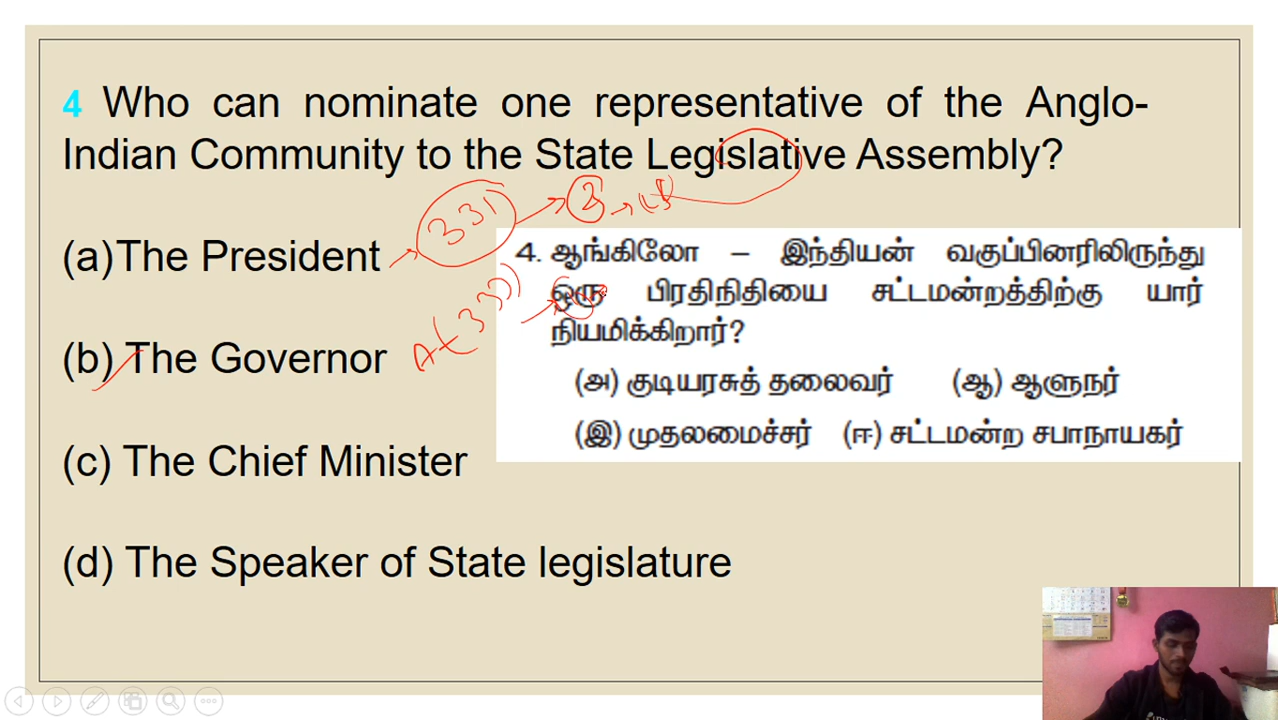 4 Who can nominate one representative of the Anglo-
Indian Community to the State Legislative Assembly?
331 → 2 →
(a)The President
4. ஆங்கிலோ – இந்தியன் வகுப்பினரிலிருந்து
ஒரு பிரதிநிதியை சட்டமன்றத்திற்கு யார்
நியமிக்கிறார்?
(b) The Governor
A(333)
(அ) குடியரசுத் தலைவர் (ஆ) ஆளுநர்
(இ) முதலமைச்சர் (ஈ) சட்டமன்ற சபாநாயகர்
(c) The Chief Minister
(d) The Speaker of State legislature